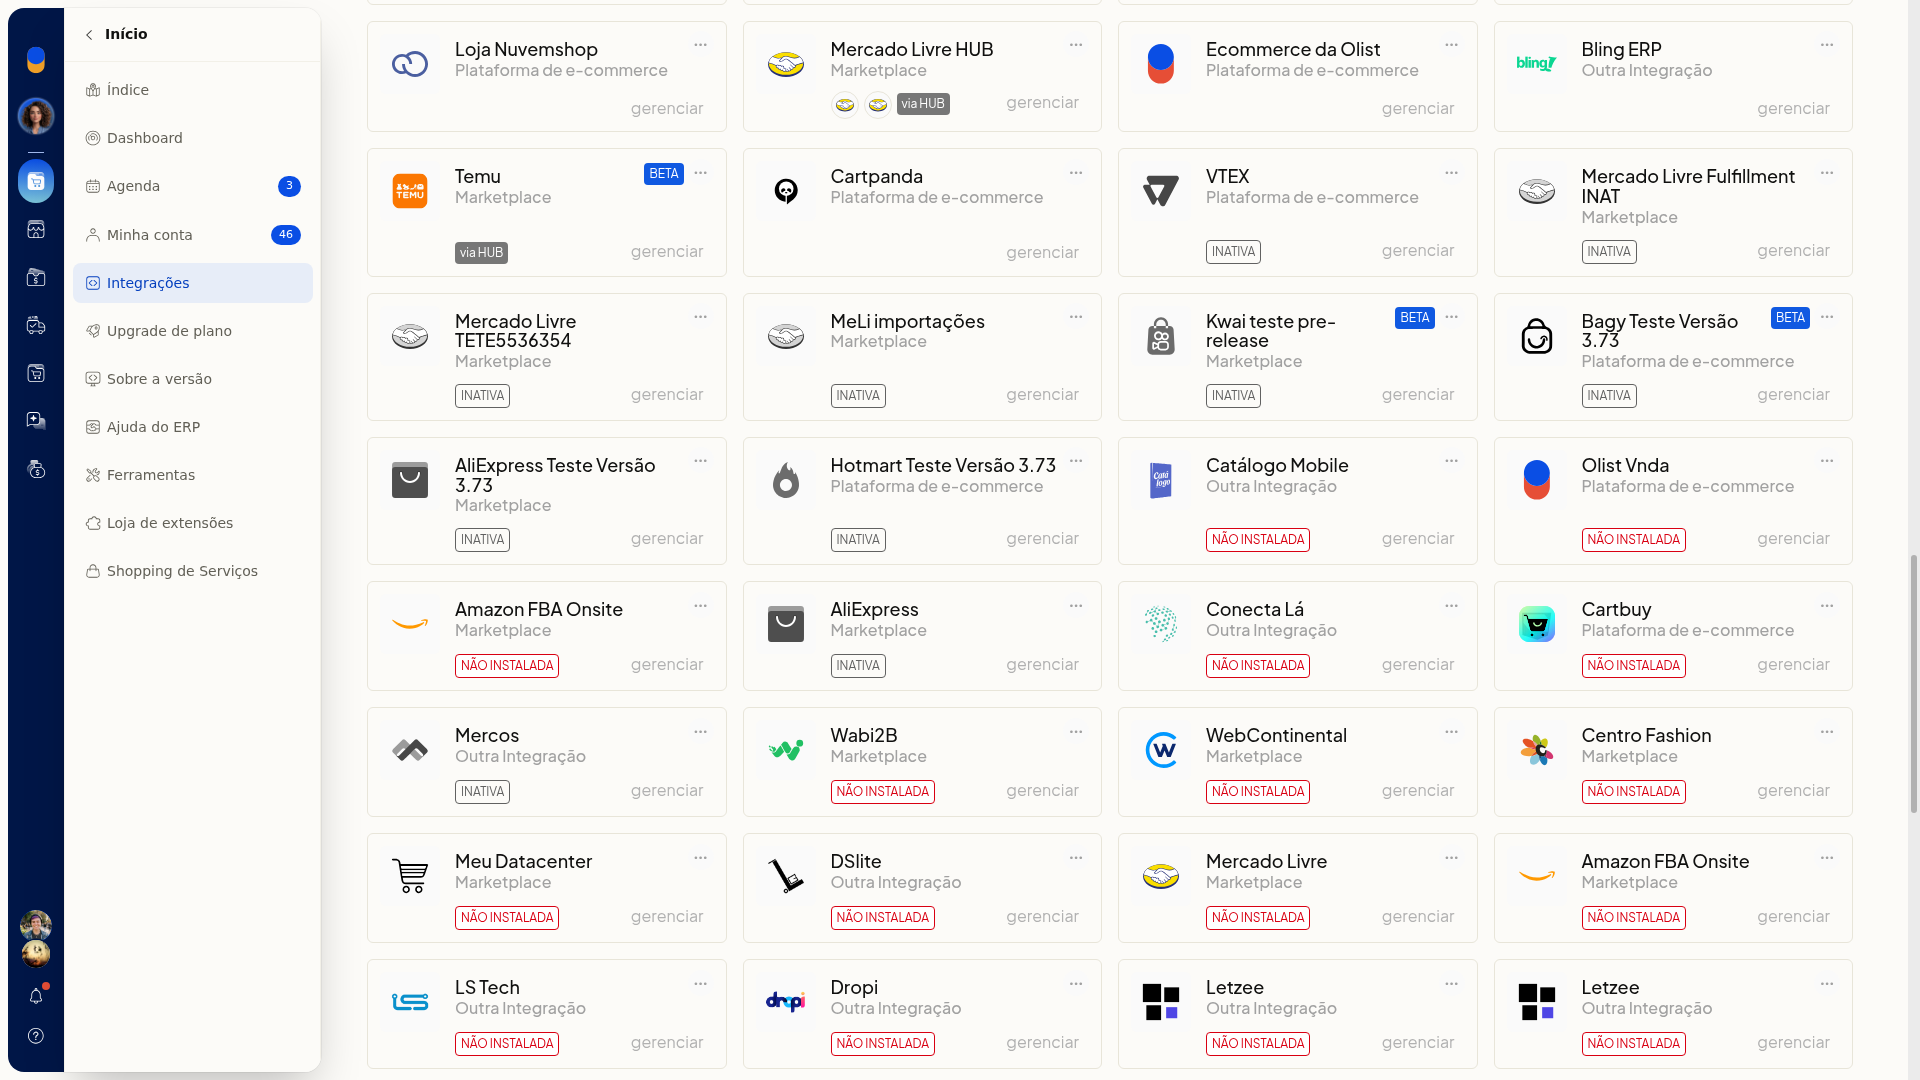 Início
Índice
Dashboard
Agenda
3
Minha conta
46
Integrações
Upgrade de plano
Sobre a versão
Ajuda do ERP
Ferramentas
Loja de extensões
Shopping de Serviços
Loja Nuvemshop
Plataforma de e-commerce
gerenciar
Mercado Livre HUB
Marketplace
via HUB
gerenciar
Ecommerce da Olist
Plataforma de e-commerce
gerenciar
bling!
Bling ERP
Outra Integração
gerenciar
TEMU
Temu
BETA
Marketplace
via HUB
gerenciar
Cartpanda
Plataforma de e-commerce
gerenciar
VTEX
Plataforma de e-commerce
INATIVA
gerenciar
Mercado Livre Fulfillment
INAT
Marketplace
INATIVA
gerenciar
Mercado Livre
TETE5536354
Marketplace
INATIVA
gerenciar
MeLi importações
Marketplace
INATIVA
gerenciar
Kwai teste pre-
release
BETA
Marketplace
INATIVA
gerenciar
Bagy Teste Versão
3.73
BETA
Plataforma de e-commerce
INATIVA
gerenciar
AliExpress Teste Versão
3.73
Marketplace
INATIVA
gerenciar
Hotmart Teste Versão 3.73
Plataforma de e-commerce
INATIVA
gerenciar
Catá
logo
Catálogo Mobile
Outra Integração
NÃO INSTALADA
gerenciar
Olist Vnda
Plataforma de e-commerce
NÃO INSTALADA
gerenciar
Amazon FBA Onsite
Marketplace
NÃO INSTALADA
gerenciar
AliExpress
Marketplace
INATIVA
gerenciar
Conecta Lá
Outra Integração
NÃO INSTALADA
gerenciar
Cartbuy
Plataforma de e-commerce
NÃO INSTALADA
gerenciar
Mercos
Outra Integração
INATIVA
gerenciar
Wabi2B
Marketplace
NÃO INSTALADA
gerenciar
W
WebContinental
Marketplace
NÃO INSTALADA
gerenciar
Centro Fashion
Marketplace
NÃO INSTALADA
gerenciar
Meu Datacenter
Marketplace
NÃO INSTALADA
gerenciar
DSlite
Outra Integração
NÃO INSTALADA
gerenciar
Mercado Livre
Marketplace
NÃO INSTALADA
gerenciar
Amazon FBA Onsite
Marketplace
NÃO INSTALADA
gerenciar
LS Tech
Outra Integração
NÃO INSTALADA
gerenciar
dropi
Dropi
Outra Integração
NÃO INSTALADA
gerenciar
Letzee
Outra Integração
NÃO INSTALADA
gerenciar
Letzee
Outra Integração
NÃO INSTALADA
gerenciar